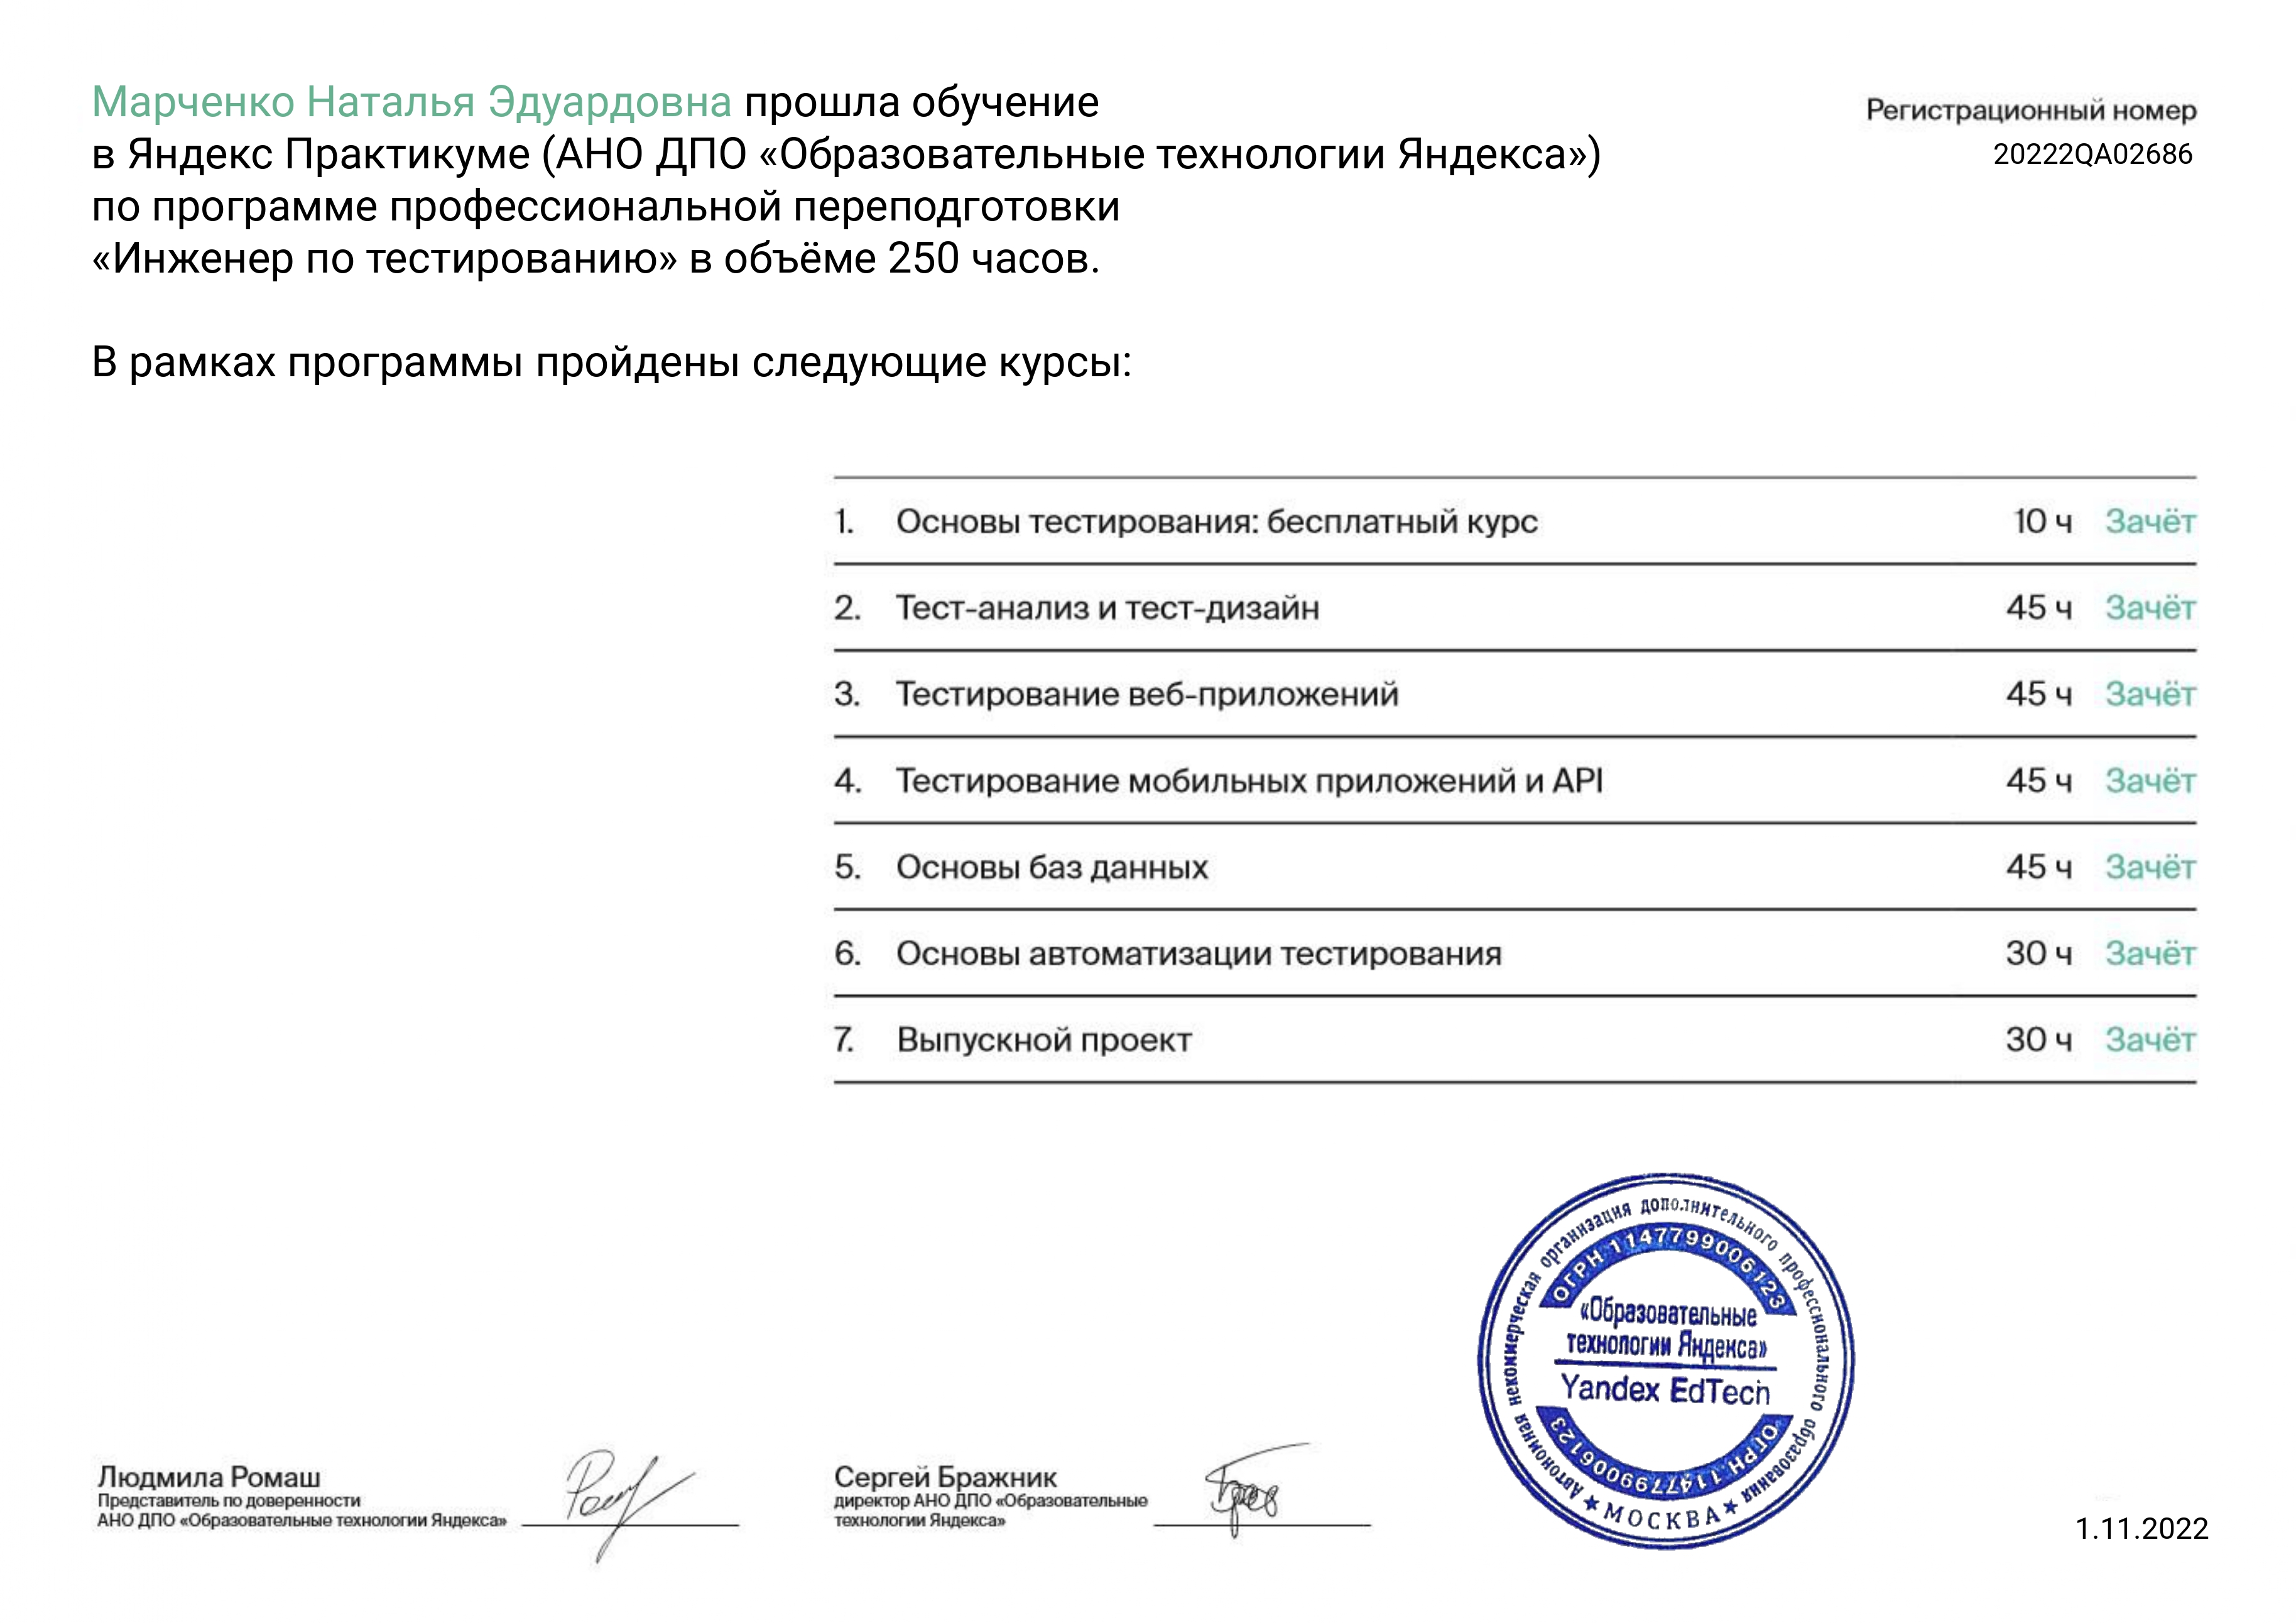 Марченко Наталья Эдуардовна прошла обучение
в Яндекс Практикуме (АНО ДПО «Образовательные технологии Яндекса»)
по программе профессиональной переподготовки
«Инженер по тестированию» в объёме 250 часов.
Регистрационный номер
20222QA02686
В рамках программы пройдены следующие курсы:
1. Основы тестирования: бесплатный курс 10 ч Зачёт
2. Тест-анализ и тест-дизайн 45 ч Зачёт
3. Тестирование веб-приложений 45 ч Зачёт
4. Тестирование мобильных приложений и API 45 ч Зачёт
5. Основы баз данных 45 ч Зачёт
6. Основы автоматизации тестирования 30 ч Зачёт
7. Выпускной проект 30 ч Зачёт
Людмила Ромаш
Представитель по доверенности
АНО ДПО «Образовательные технологии Яндекса»
Сергей Бражник
директор АНО ДПО «Образовательные
технологии Яндекса»
Автономная некоммерческая организация дополнительного профессионального образования
ОГРН 1147799006123
«Образовательные
технологии Яндекса»
Yandex EdTech
ОГРН 1147799006123
★ МОСКВА ★
1.11.2022